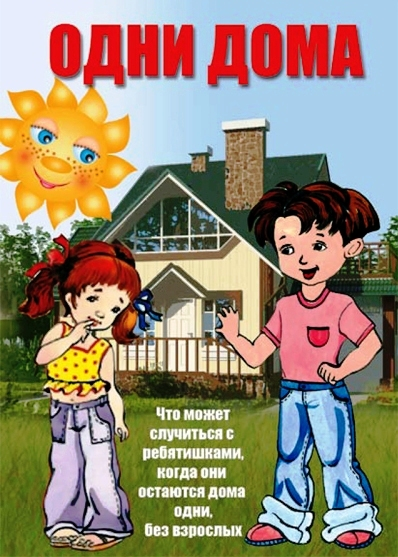 ОДНИ ДОМА
Что может
случиться с
ребятишками,
когда они
остаются дома
одни,
без взрослых